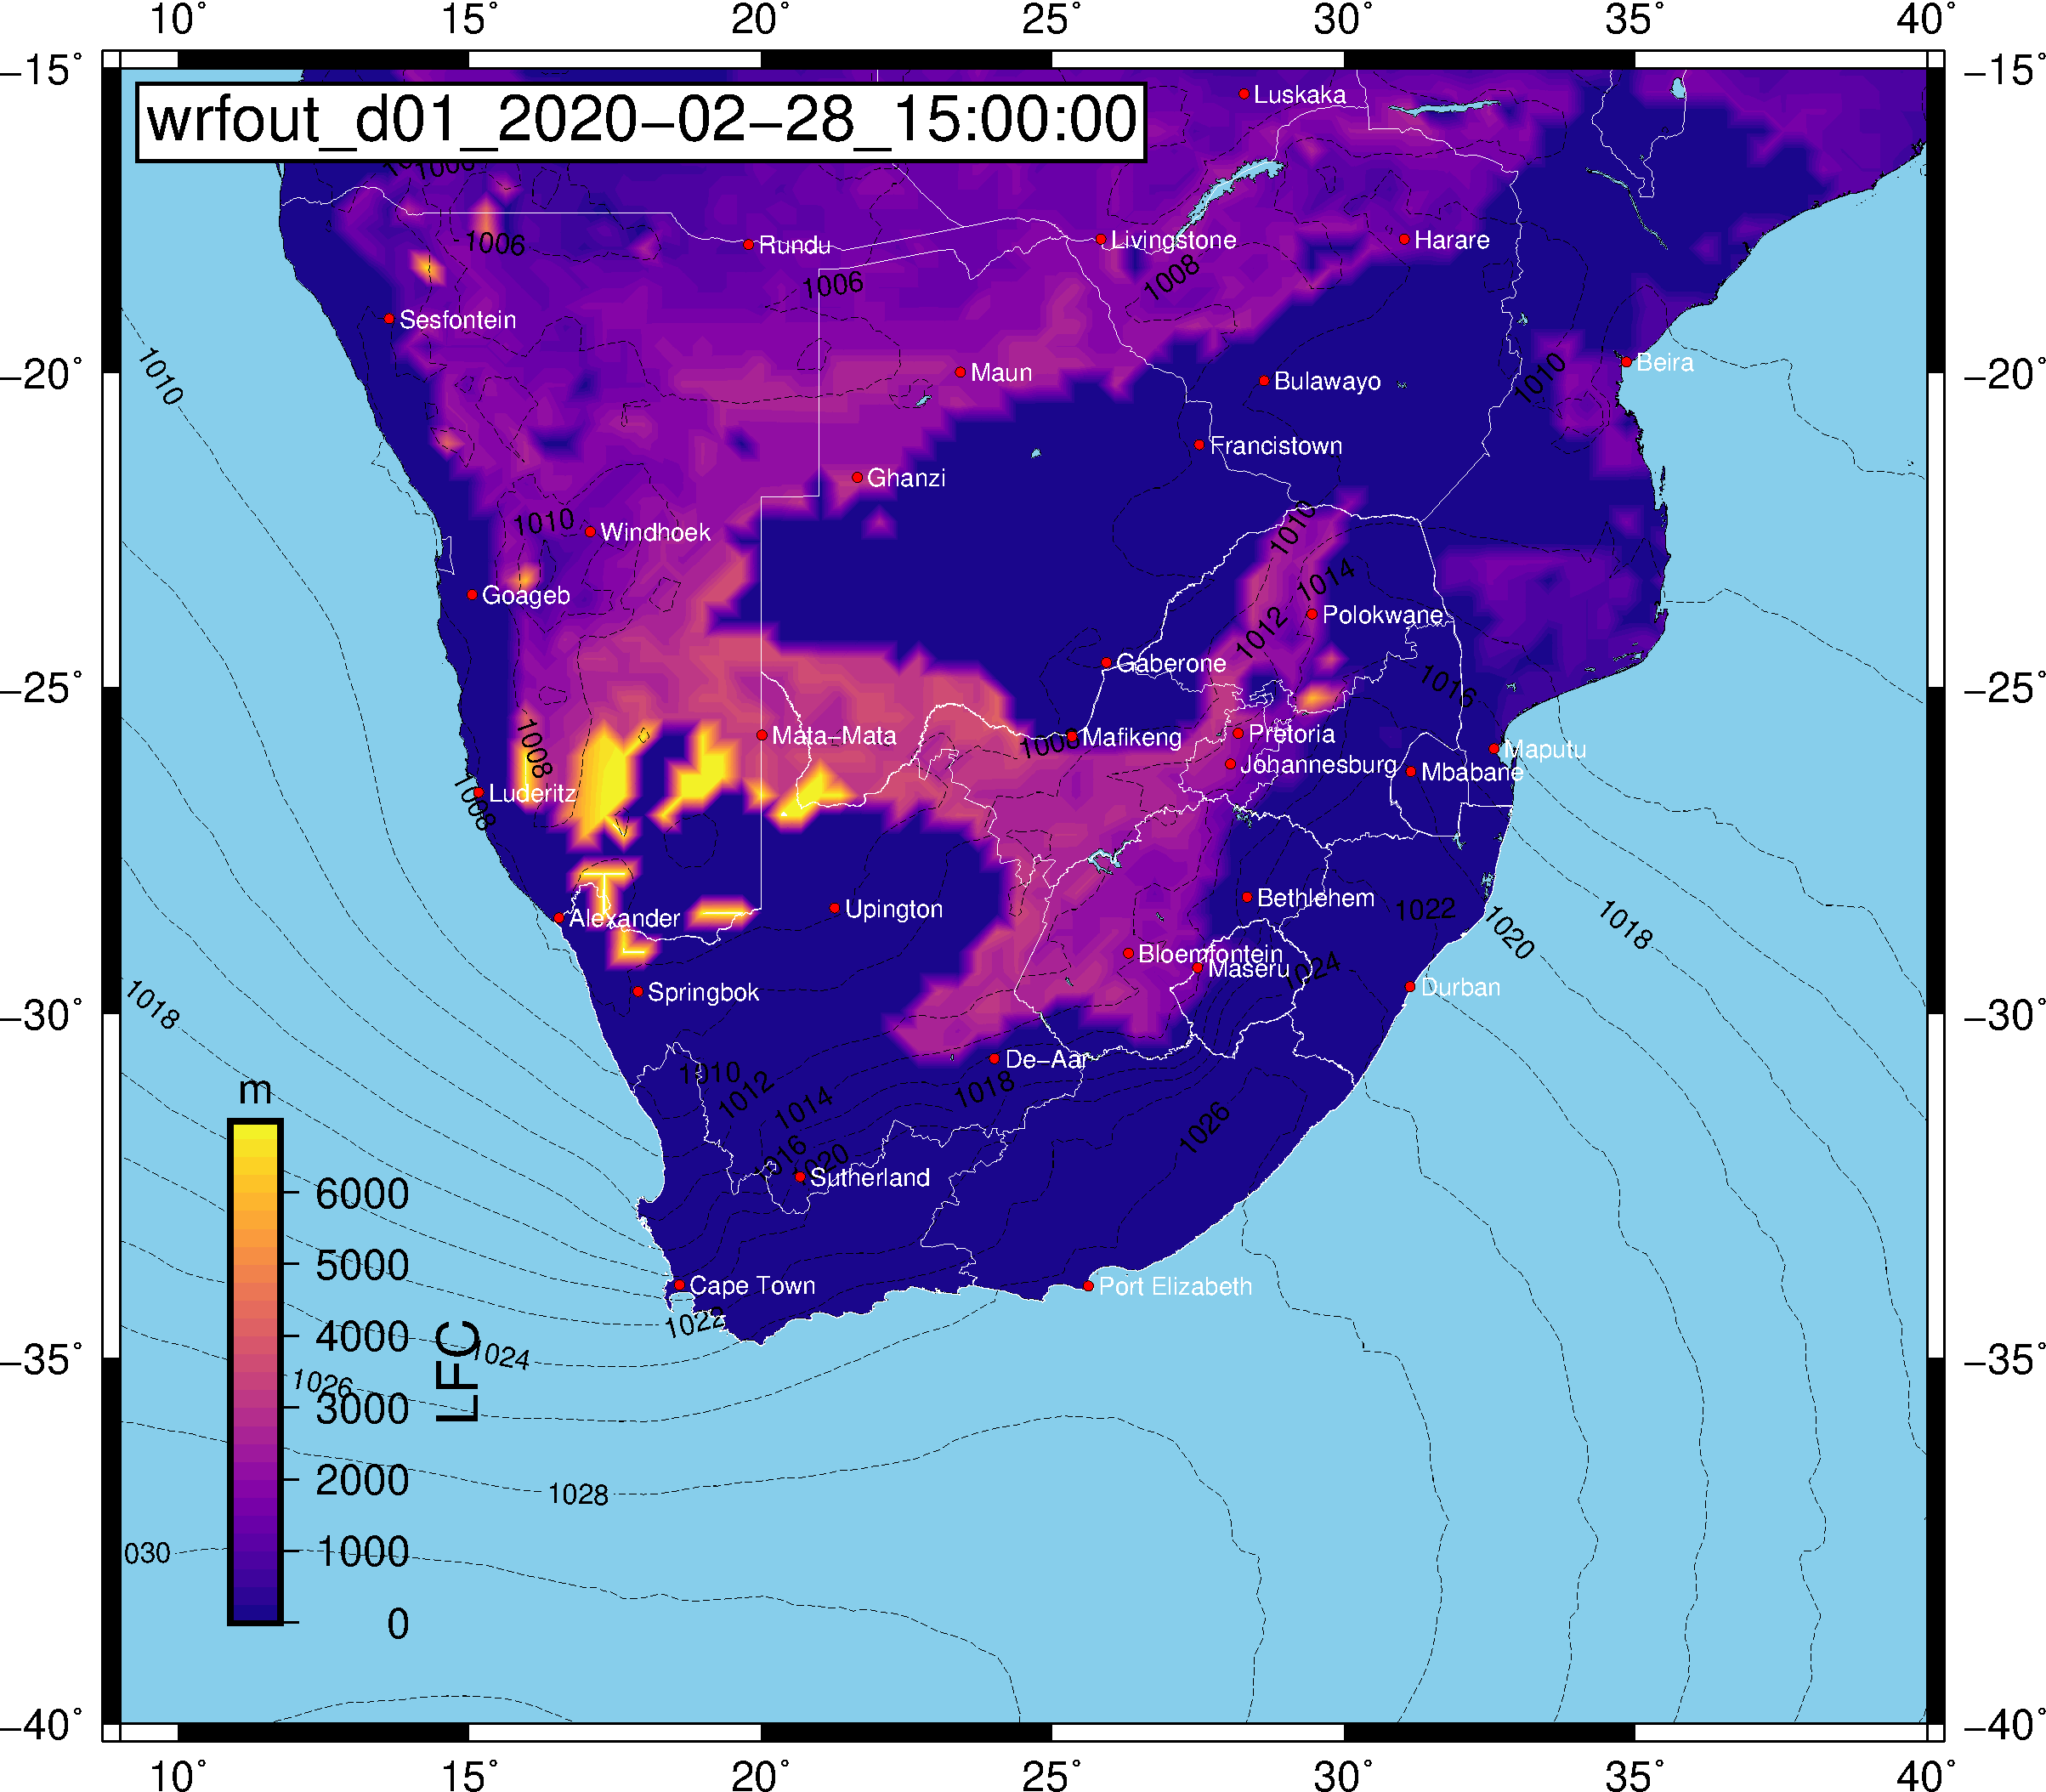 10° 15° 20° 25° 30° 35° 40°
−15° −15°
Luskaka
wrfout_d01_2020−02−28_15:00:00
Rundu
1006
Livingstone
Harare
1006
1008
Sesfontein
1010
Maun
−20° −20°
Bulawayo
1010
Beira
Francistown
Ghanzi
1010
Windhoek
1010
1014
Goageb
Polokwane
1012
Gaberone
−25° −25°
1016
1008
Mata−Mata
Mafikeng
Pretoria
Maputu
Johannesburg
Mbabane
Luderitz
1008
Bethlehem
Upington
1022
1020
1018
Alexander
Bloemfontein
Maseru
1024
Springbok
Durban
1018
−30° −30°
De−Aar
1010
1012
1014
1018
m
1026
1016
1020
Sutherland
6000
5000
Cape Town
Port Elizabeth
1022
4000
LFC
1024
−35° −35°
1026
3000
2000
1028
1000
030
0
−40° −40°
10° 15° 20° 25° 30° 35° 40°